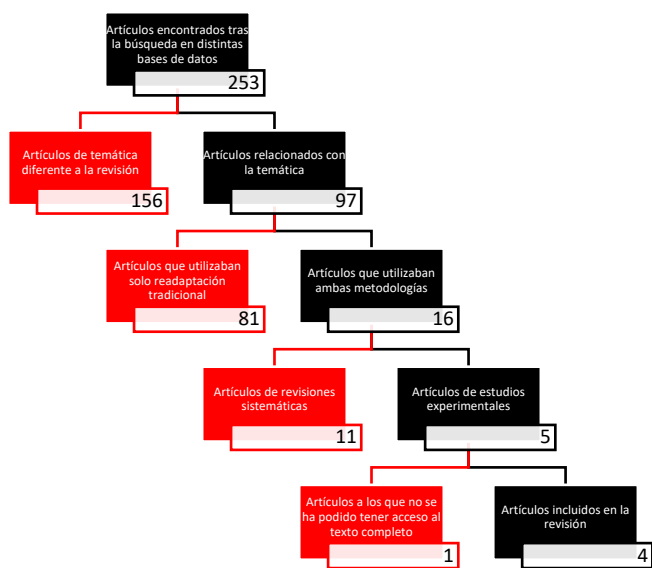 Artículos encontrados tras
la búsqueda en distintas
bases de datos
253
Artículos de temática
diferente a la revisión
156
Artículos relacionados con
la temática
97
Artículos que utilizaban
solo readaptación
tradicional
81
Artículos que utilizaban
ambas metodologías
16
Artículos de revisiones
sistemáticas
11
Artículos de estudios
experimentales
5
Artículos a los que no se
ha podido tener acceso al
texto completo
1
Artículos incluidos en la
revisión
4